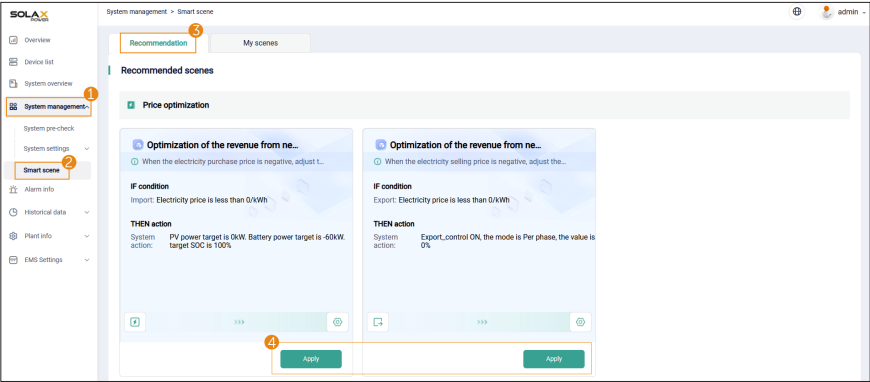 SOLAX
POWER
System management > Smart scene
admin
Overview
Device list
System overview
1
System management
System pre-check
System settings
2
Smart scene
Alarm info
Historical data
Plant info
EMS Settings
3
Recommendation
My scenes
Recommended scenes
Price optimization
Optimization of the revenue from ne...
When the electricity purchase price is negative, adjust t...
IF condition
Import: Electricity price is less than 0/kWh
THEN action
System action:
PV power target is 0kW. Battery power target is -60kW.
target SOC is 100%
Optimization of the revenue from ne...
When the electricity selling price is negative, adjust the...
IF condition
Export: Electricity price is less than 0/kWh
THEN action
System action:
Export_control ON, the mode is Per phase, the value is
0%
>>>
>>>
4
Apply
Apply